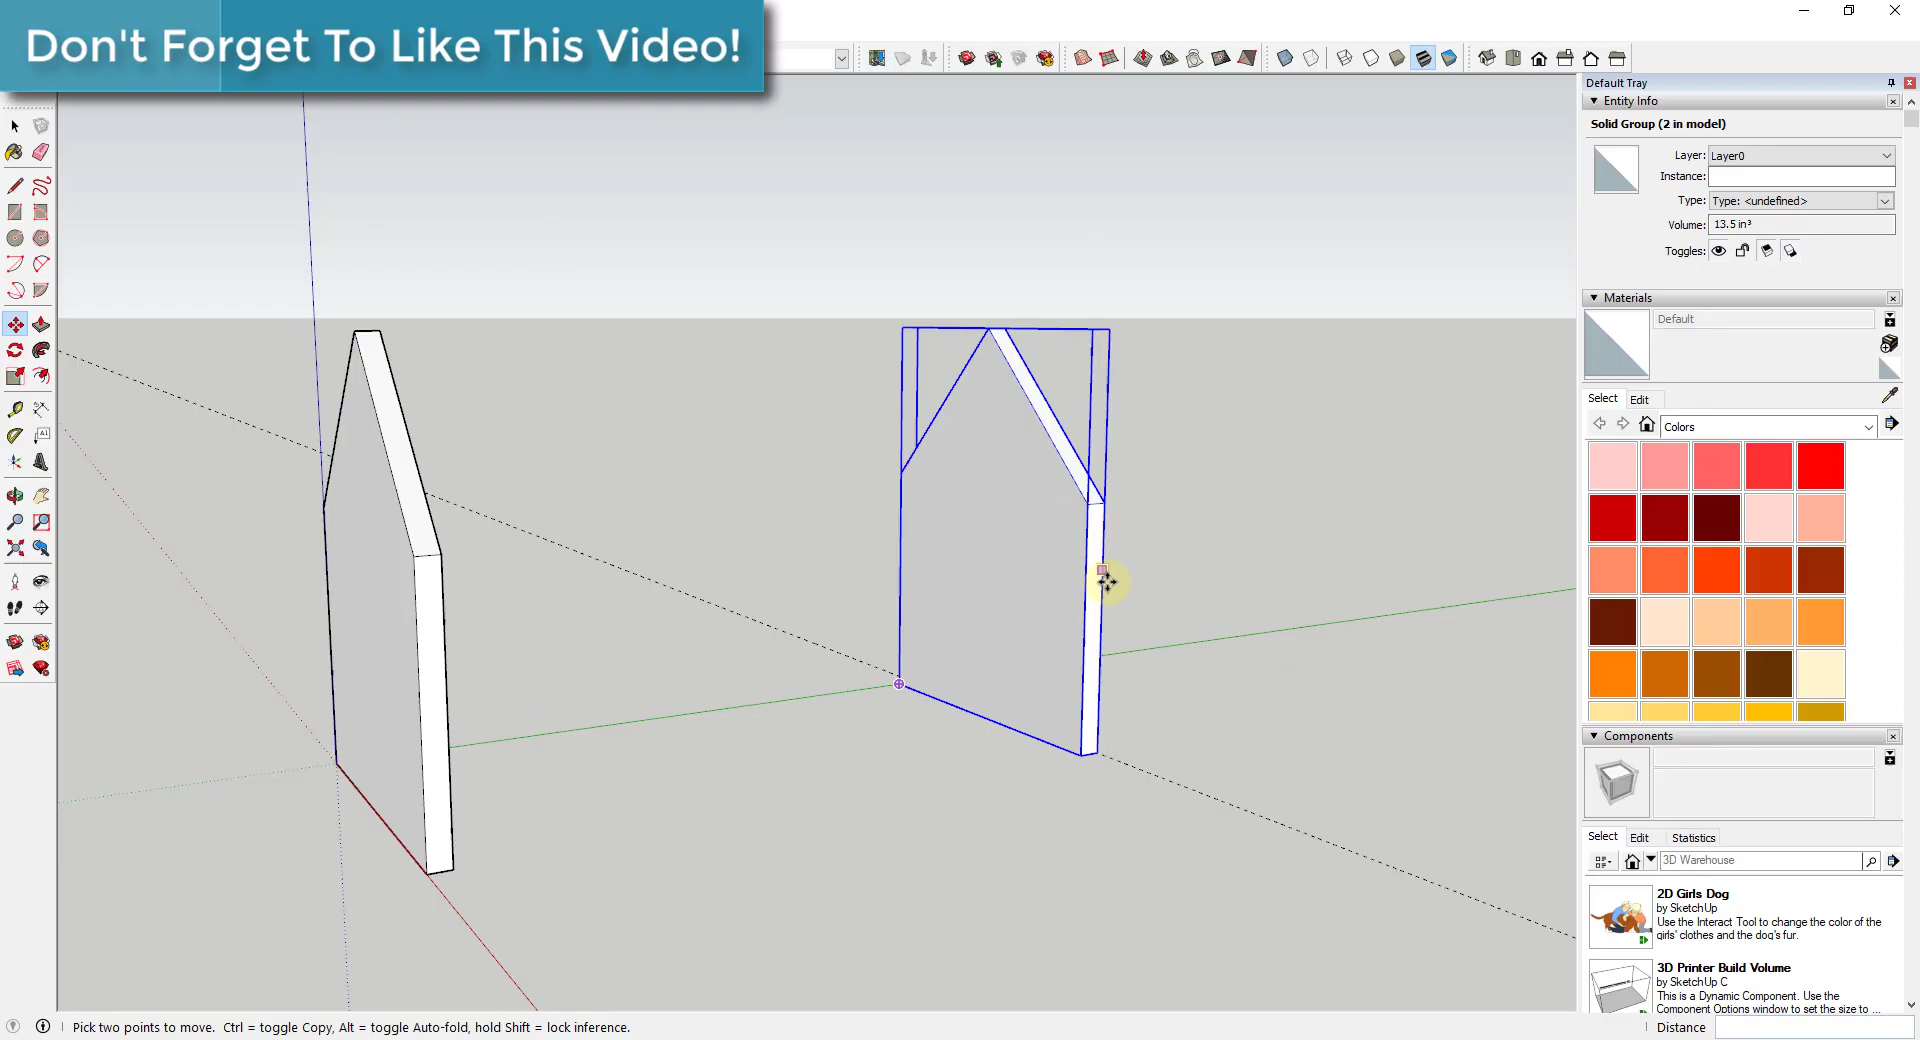 Don't Forget To Like This Video!
Default Tray
Entity Info
Solid Group (2 in model)
Layer: Layer0
Instance:
Type: Type: <undefined>
Volume: 13.5 in³
Toggles:
Materials
Default
Select Edit
Colors
Components
Select Edit Statistics
3D Warehouse
2D Girls Dog
by SketchUp
Use the Interact Tool to change the color of the
girls' clothes and the dog's fur.
3D Printer Build Volume
by SketchUp C
This is a Dynamic Component. Use the
Component Options window to set the size to ...
A1
Pick two points to move. Ctrl = toggle Copy, Alt = toggle Auto-fold, hold Shift = lock inference.
Distance